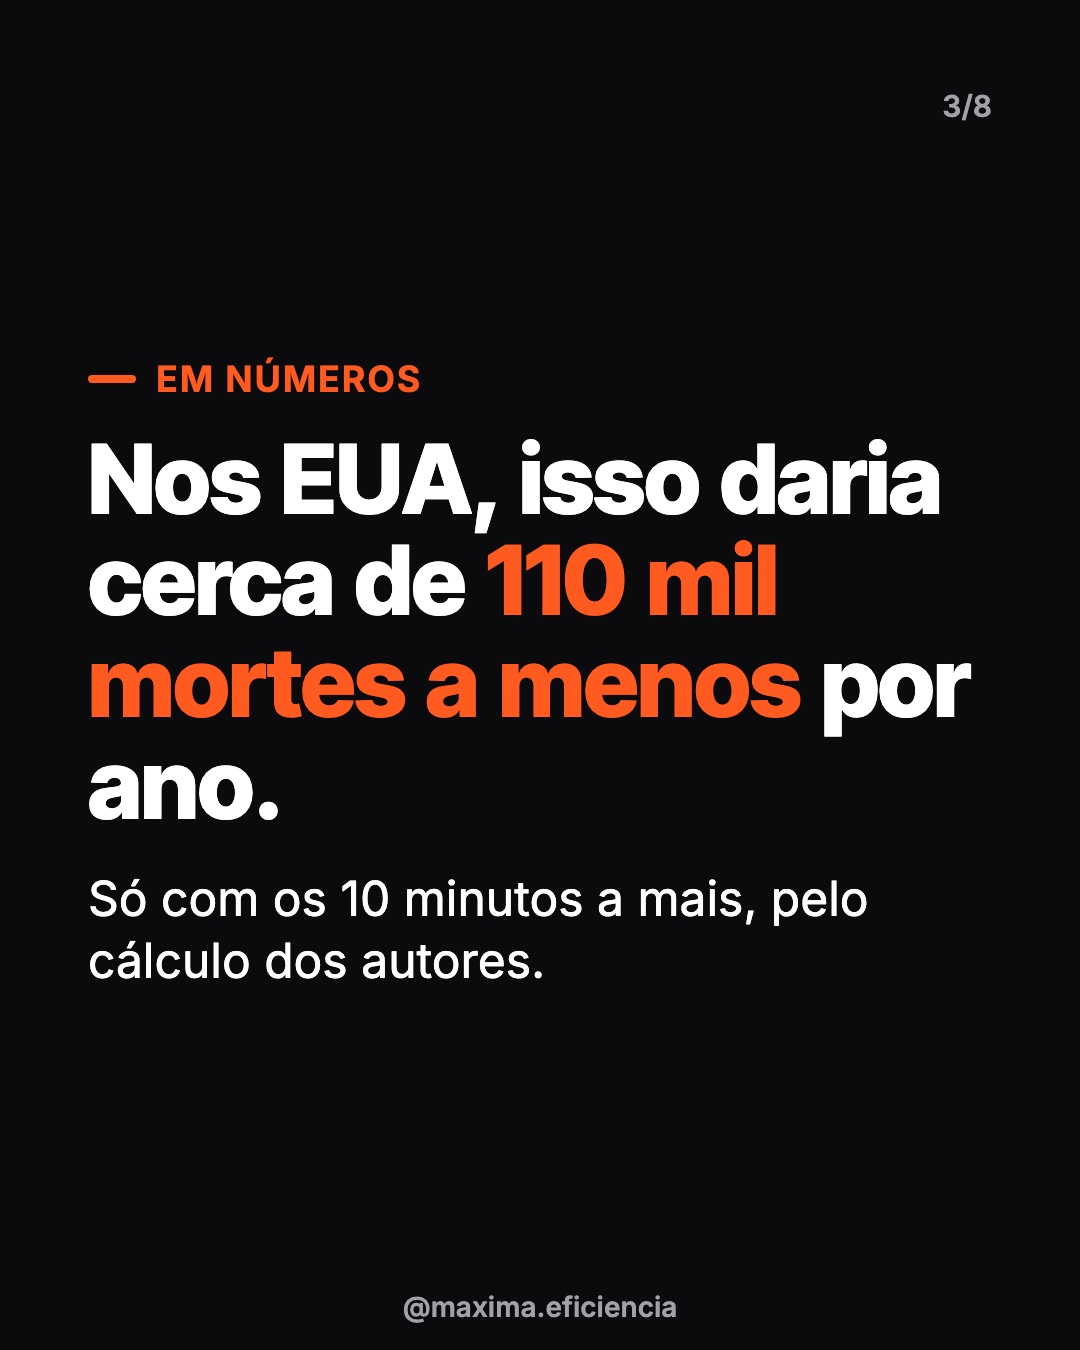 3/8
EM NÚMEROS
Nos EUA, isso daria
cerca de 110 mil
mortes a menos por
ano.
Só com os 10 minutos a mais, pelo
cálculo dos autores.
@maxima.eficiencia